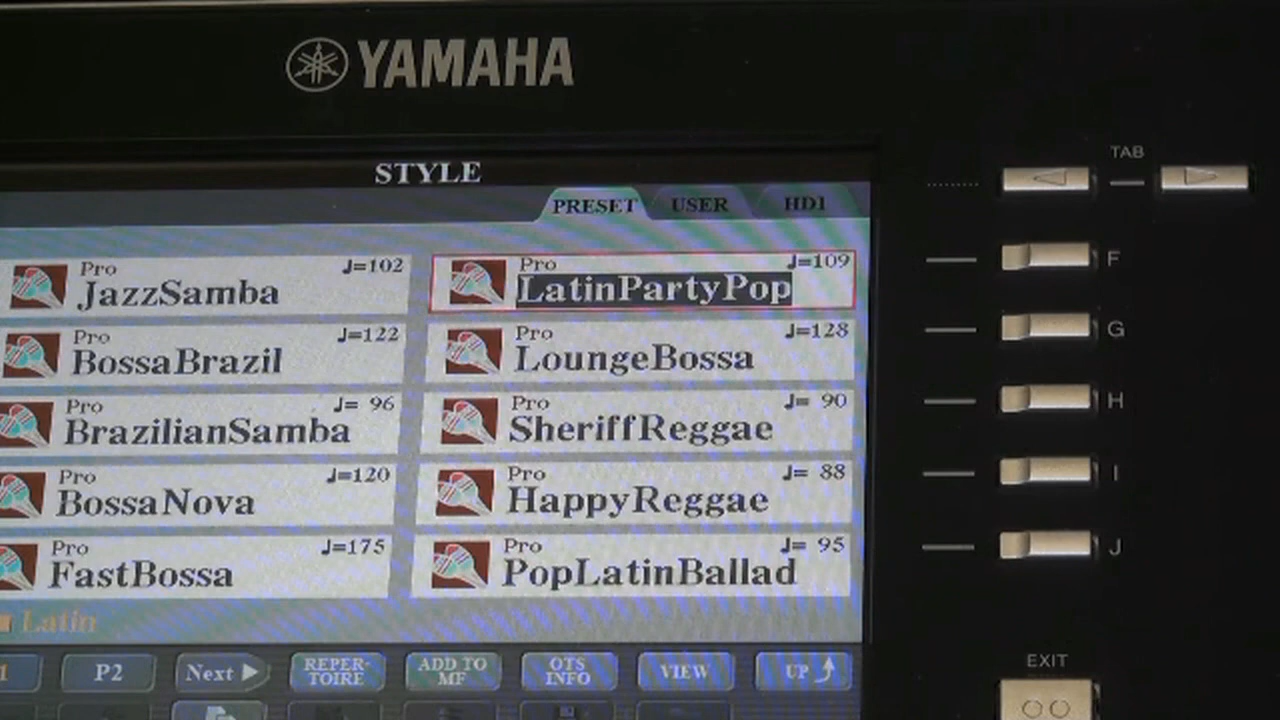 YAMAHA
TAB
STYLE
PRESET USER HD1
Pro ♩=102
JazzSamba
Pro ♩=109
LatinPartyPop
F
Pro ♩=122
BossaBrazil
Pro ♩=128
LoungeBossa
G
Pro ♩= 96
BrazilianSamba
Pro ♩= 90
SheriffReggae
H
Pro ♩=120
BossaNova
Pro ♩= 88
HappyReggae
I
Pro ♩=175
FastBossa
Pro ♩= 95
PopLatinBallad
J
Latin
1 P2 Next▶ REPER-
TOIRE ADD TO
MF OTS
INFO VIEW UP
EXIT